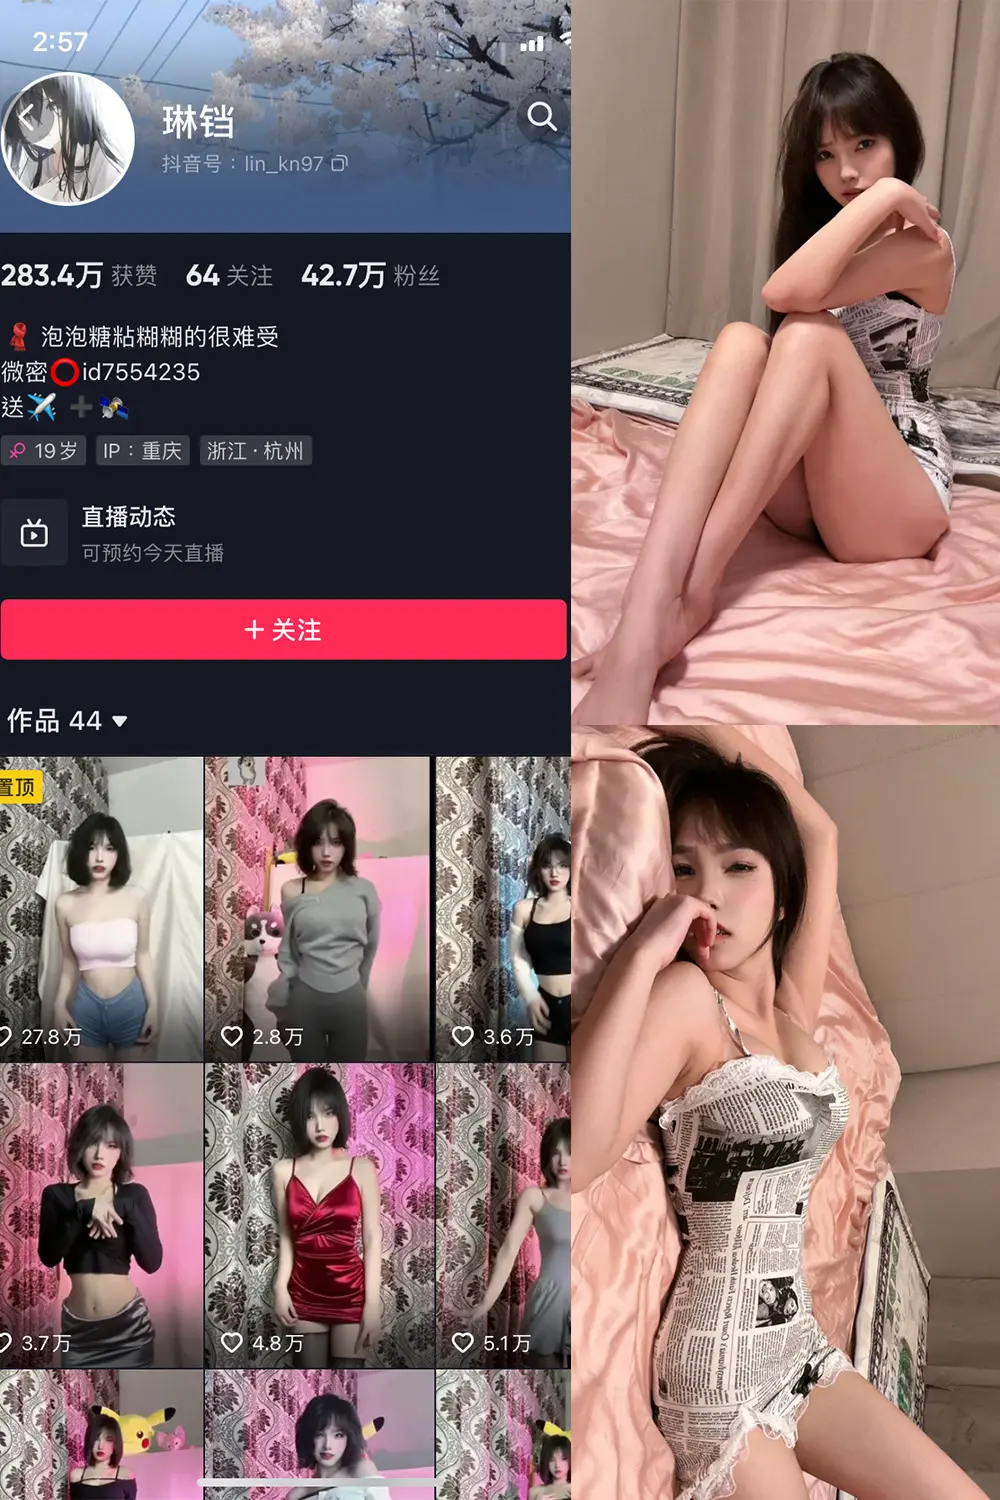 2:57
琳铛
抖音号：lin_kn97
283.4万 获赞 64 关注 42.7万 粉丝
泡泡糖粘糊糊的很难受
微密⭕id7554235
送✈️➕🛰️
19岁 IP：重庆 浙江·杭州
直播动态
可预约今天直播
＋关注
作品 44
置顶
27.8万
2.8万
3.6万
3.7万
4.8万
5.1万